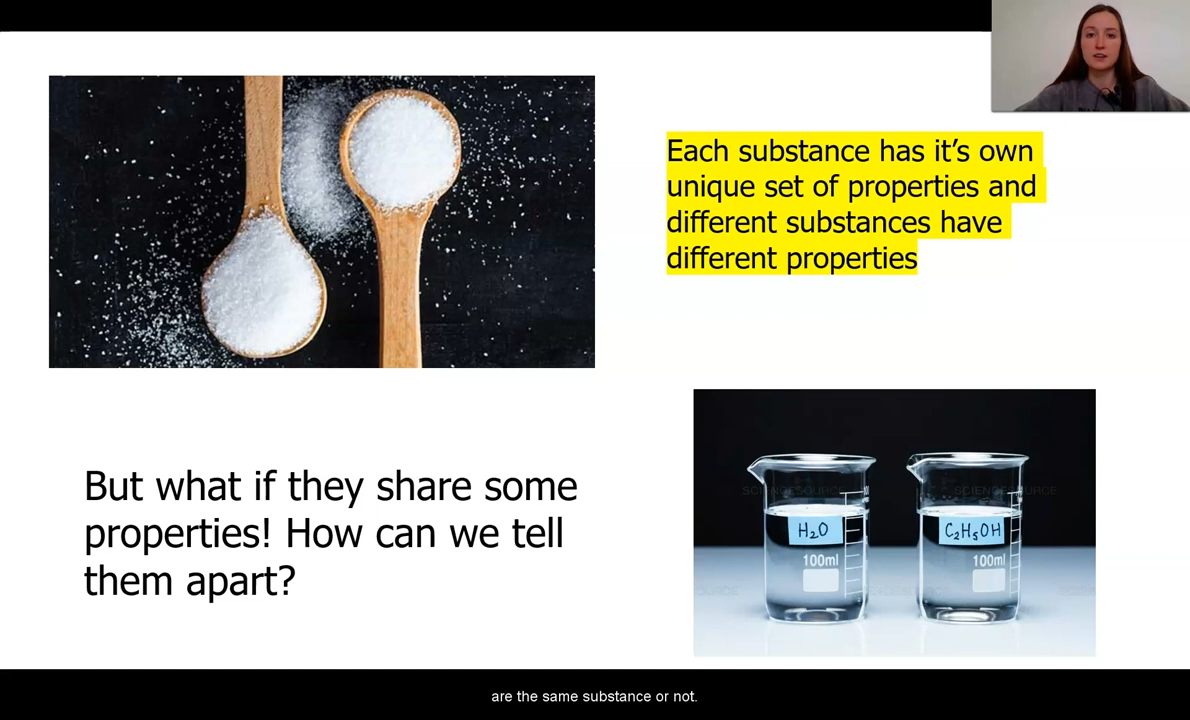 Each substance has it's own
unique set of properties and
different substances have
different properties
But what if they share some
properties! How can we tell
them apart?
SCIENCESOURCE
SCIENCESOURCE
H₂O
C₂H₅OH
100ml
100ml
are the same substance or not.